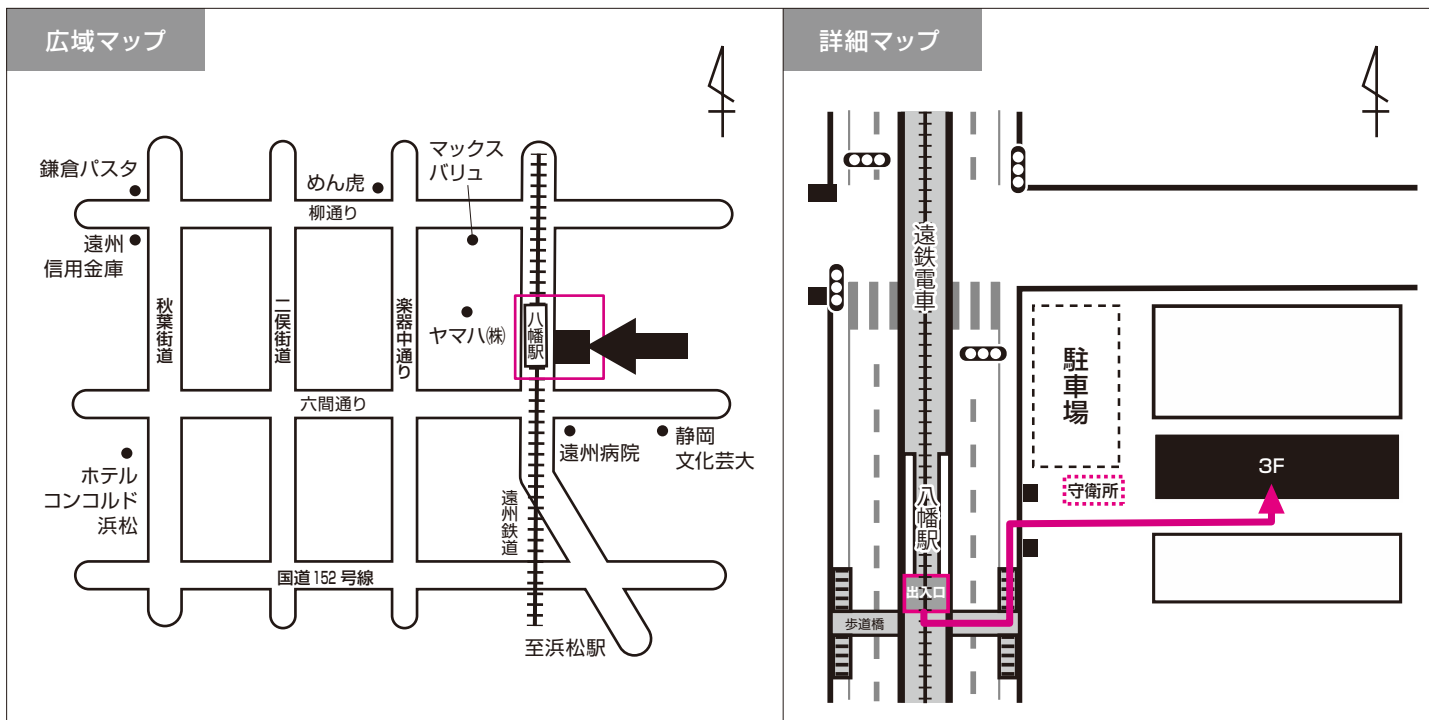 広域マップ
鎌倉パスタ
めん虎
マックス
バリュ
柳通り
遠州
信用金庫
秋葉街道
二俣街道
楽器中通り
ヤマハ㈱
八幡駅
六間通り
遠州病院
静岡
文化芸大
ホテル
コンコルド
浜松
遠州鉄道
国道152号線
至浜松駅
詳細マップ
遠鉄電車
駐車場
3F
守衛所
八幡駅
出入口
歩道橋